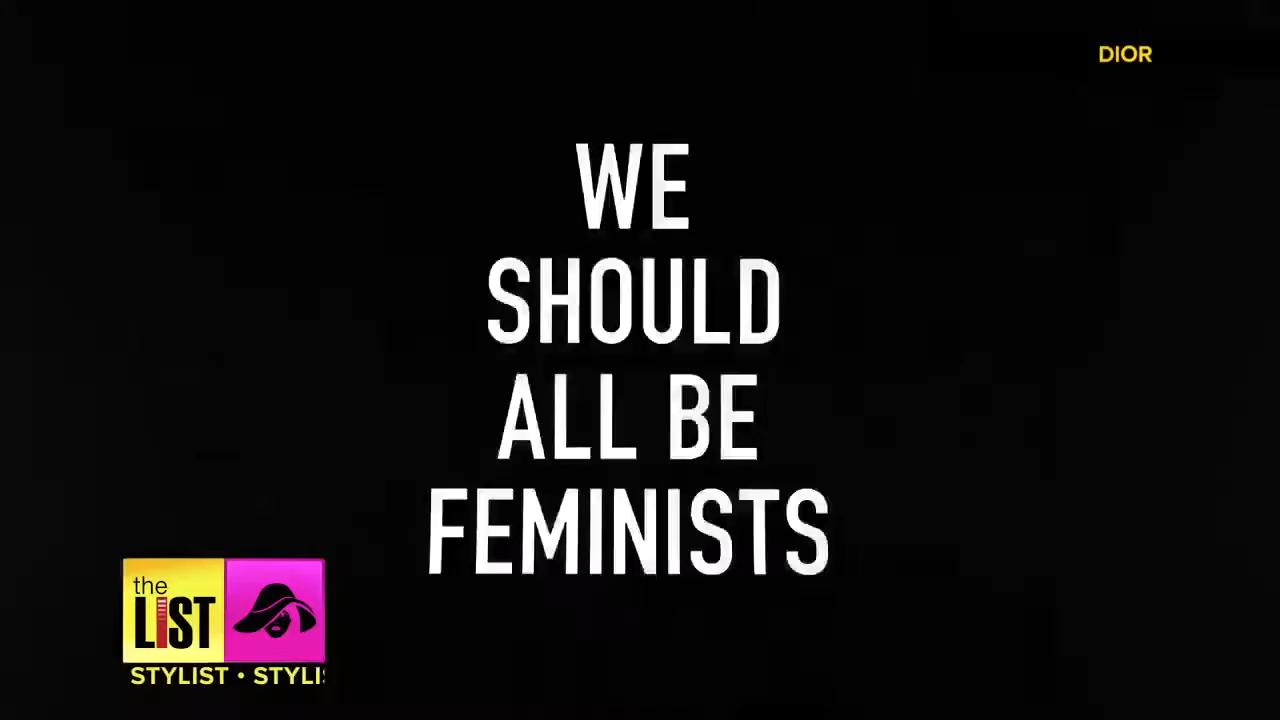 DIOR
WE
SHOULD
ALL BE
FEMINISTS
the
LiST
STYLIST • STYLI